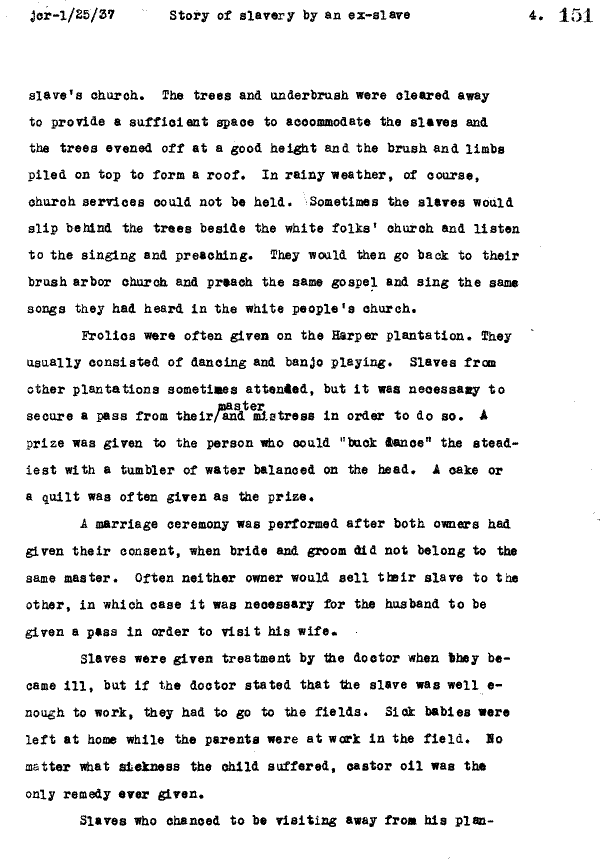 jcr-1/25/37 Story of slavery by an ex-slave 4. 151
slave's church. The trees and underbrush were cleared away
to provide a sufficient space to accommodate the slaves and
the trees evened off at a good height and the brush and limbs
piled on top to form a roof. In rainy weather, of course,
church services could not be held. Sometimes the slaves would
slip behind the trees beside the white folks' church and listen
to the singing and preaching. They would then go back to their
brush arbor church and preach the same gospel and sing the same
songs they had heard in the white people's church.
Frolics were often given on the Harper plantation. They
usually consisted of dancing and banjo playing. Slaves from
other plantations sometimes attended, but it was necessary to
master
secure a pass from their/and mistress in order to do so. A
prize was given to the person who could "buck dance" the stead-
iest with a tumbler of water balanced on the head. A cake or
a quilt was often given as the prize.
A marriage ceremony was performed after both owners had
given their consent, when bride and groom did not belong to the
same master. Often neither owner would sell their slave to the
other, in which case it was necessary for the husband to be
given a pass in order to visit his wife.
Slaves were given treatment by the doctor when they be-
came ill, but if the doctor stated that the slave was well e-
nough to work, they had to go to the fields. Sick babies were
left at home while the parents were at work in the field. No
matter what sickness the child suffered, castor oil was the
only remedy ever given.
Slaves who chanced to be visiting away from his plan-